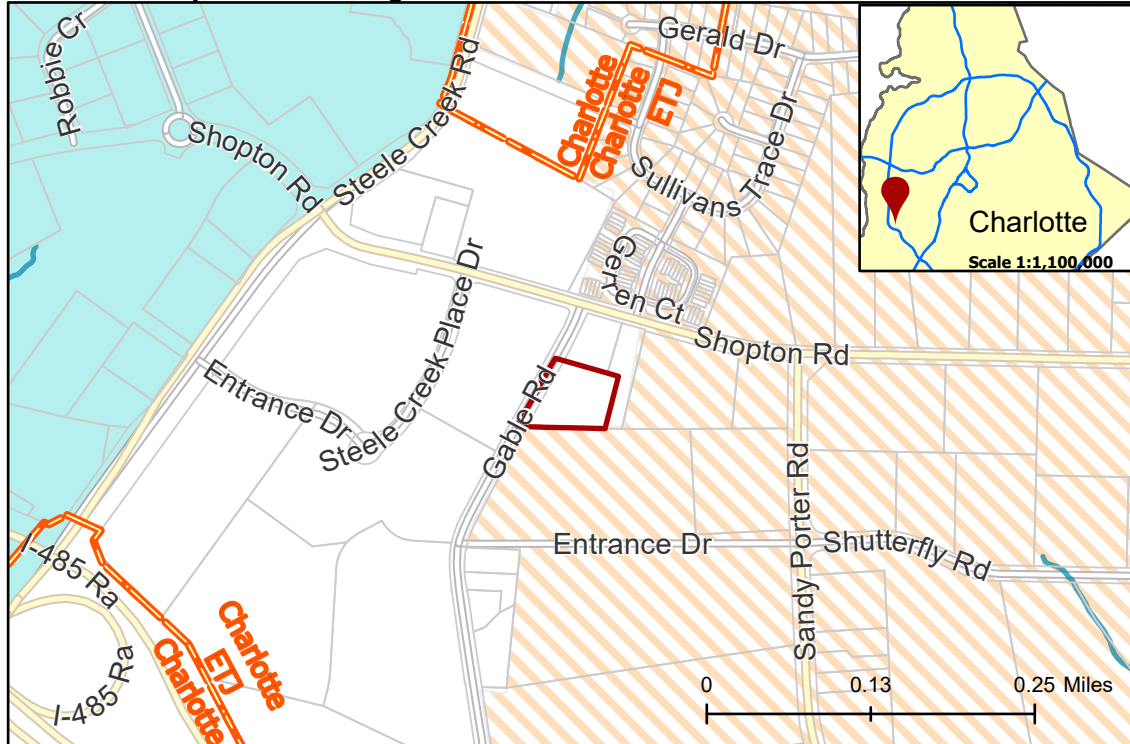 Robbie Cr
Shopton Rd
Steele Creek Rd
Gerald Dr
Charlotte
Charlotte
ETJ
Sullivans Trace Dr
Charlotte
Scale 1:1,100,000
Steele Creek Place Dr
Entrance Dr
en Ct
Shopton Rd
Gable Rd
Sandy Porter Rd
Entrance Dr
Shutterfly Rd
I-485 Ra
I-485 Ra
Charlotte
ETJ
Charlotte
0
0.13
0.25 Miles